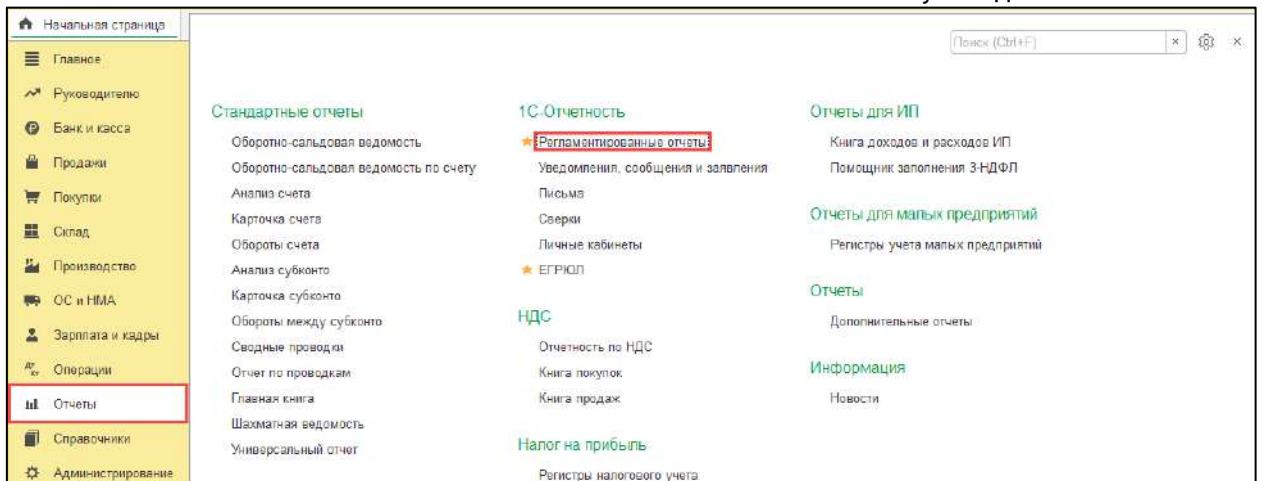 Начальная страница
Главное
Руководителю
Банк и касса
Продажи
Покупки
Склад
Производство
ОС и НМА
Зарплата и кадры
Операции
Отчеты
Справочники
Администрирование
Поиск (Ctrl+F)
Стандартные отчеты
Оборотно-сальдовая ведомость
Оборотно-сальдовая ведомость по счету
Анализ счета
Карточка счета
Обороты счета
Анализ субконто
Карточка субконто
Обороты между субконто
Сводные проводки
Отчет по проводкам
Главная книга
Шахматная ведомость
Универсальный отчет
1С-Отчетность
Регламентированные отчеты
Уведомления, сообщения и заявления
Письма
Сверки
Личные кабинеты
ЕГРЮЛ
НДС
Отчетность по НДС
Книга покупок
Книга продаж
Налог на прибыль
Регистры налогового учета
Отчеты для ИП
Книга доходов и расходов ИП
Помощник заполнения 3-НДФЛ
Отчеты для малых предприятий
Регистры учета малых предприятий
Отчеты
Дополнительные отчеты
Информация
Новости